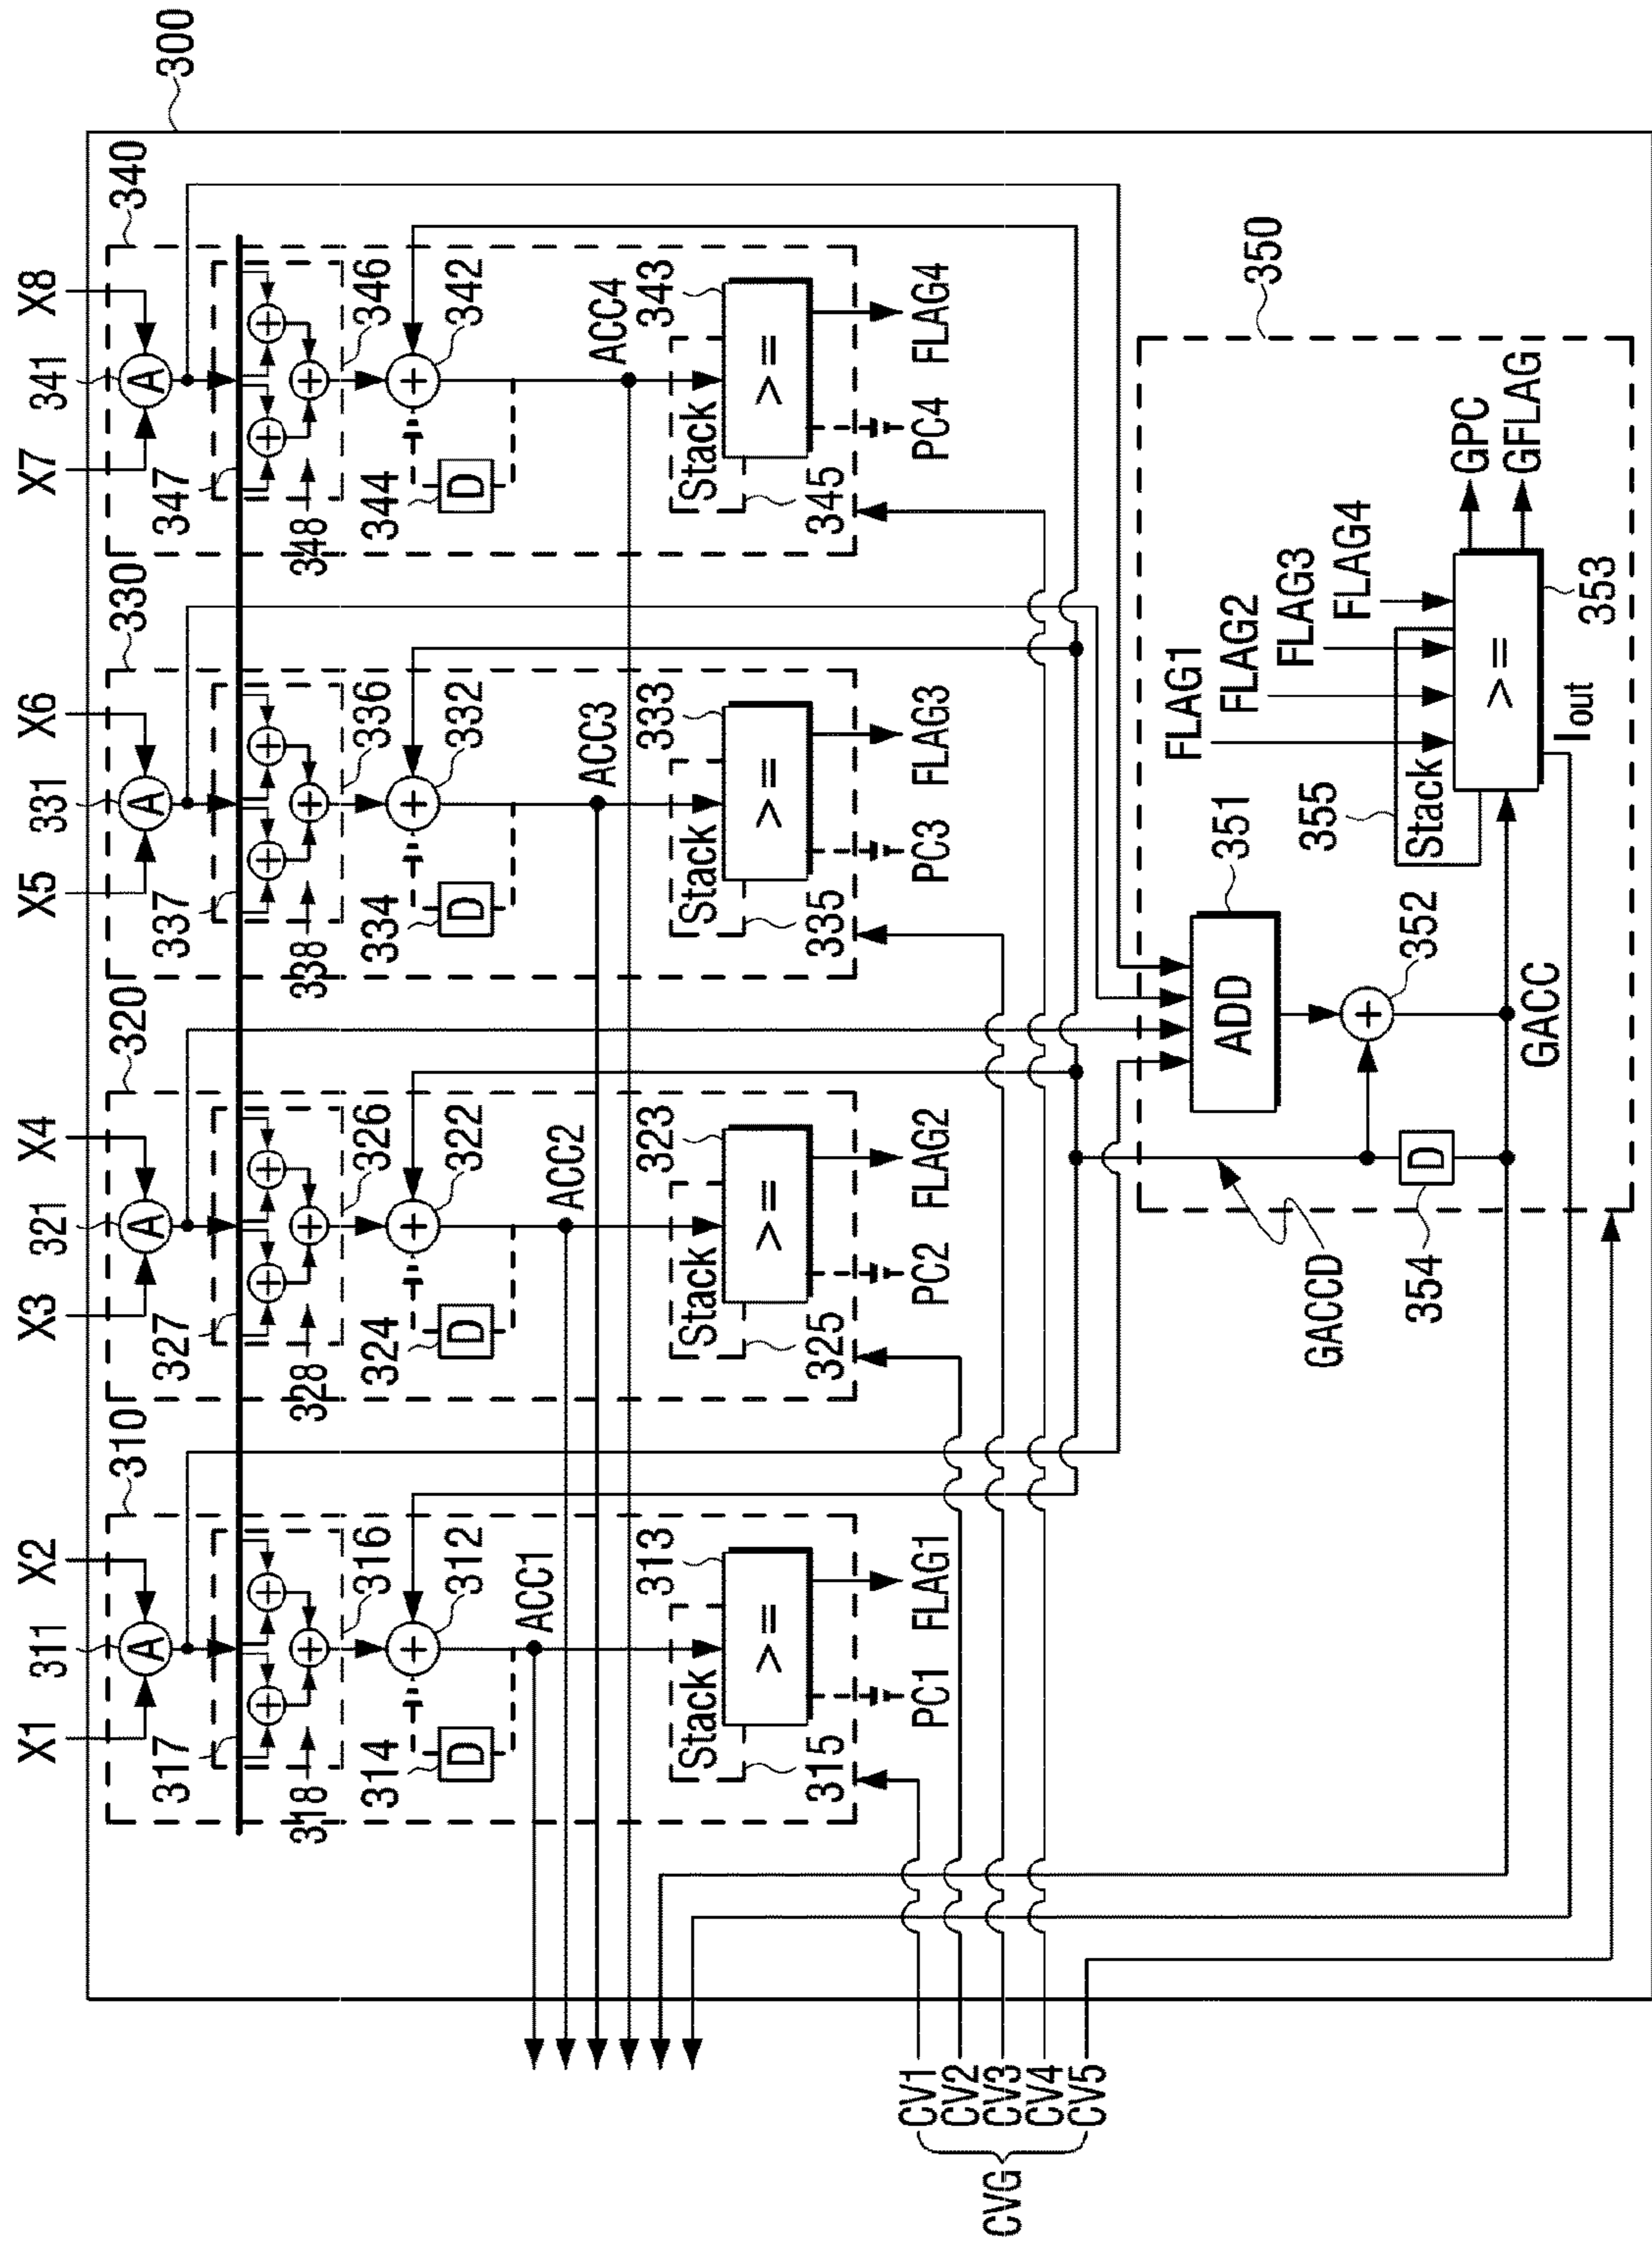 300
X1
X2
X3
X4
X5
X6
X7
X8
311
310
321
320
331
330
341
340
A
A
A
A
317
327
337
347
318
316
328
326
338
336
348
346
+
+
+
+
+
+
+
+
+
+
+
+
314
312
324
322
334
332
344
342
+
+
+
+
D
D
D
D
ACC1
ACC2
ACC3
ACC4
313
323
333
343
Stack
Stack
Stack
Stack
>=
>=
>=
>=
315
325
335
345
PC1
FLAG1
PC2
FLAG2
PC3
FLAG3
PC4
FLAG4
CVG
CV1
CV2
CV3
CV4
CV5
350
FLAG1
FLAG2
FLAG3
FLAG4
351
ADD
355
Stack
>=
353
GPC
GFLAG
Iout
+
352
GACC
GACCD
D
354